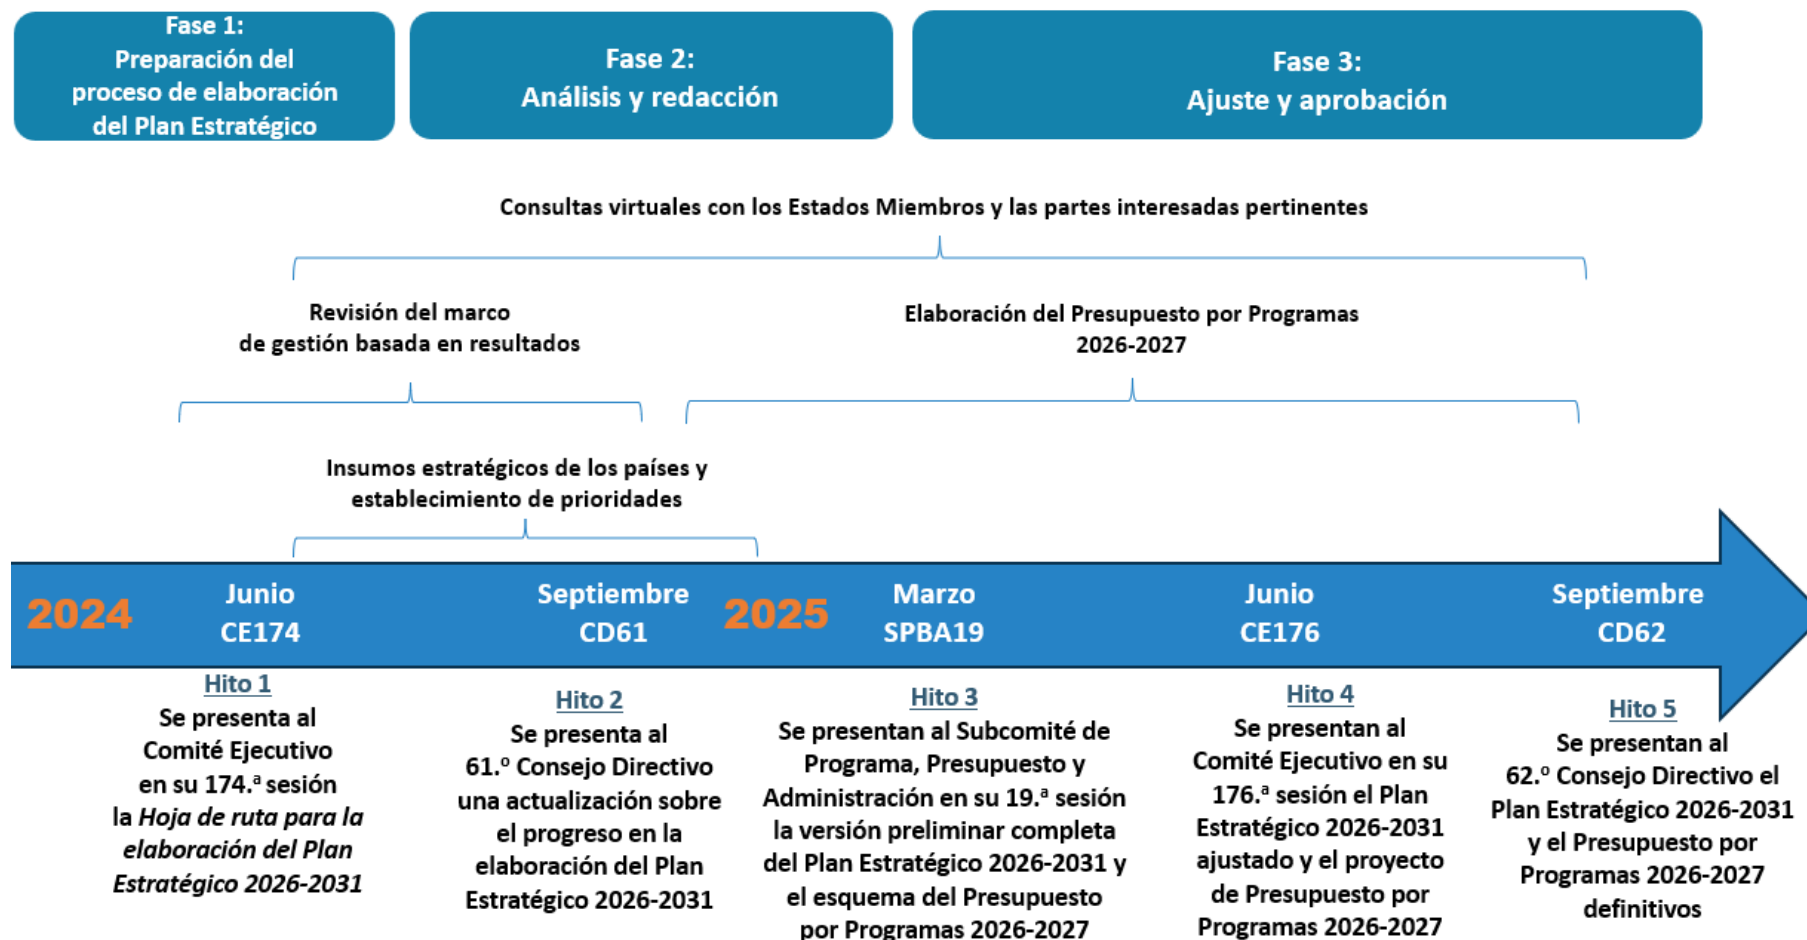 Fase 1:
Preparación del
proceso de elaboración
del Plan Estratégico
Fase 2:
Análisis y redacción
Fase 3:
Ajuste y aprobación
Consultas virtuales con los Estados Miembros y las partes interesadas pertinentes
Revisión del marco
de gestión basada en resultados
Elaboración del Presupuesto por Programas
2026-2027
Insumos estratégicos de los países y
establecimiento de prioridades
2024
Junio
CE174
Septiembre
CD61
2025
Marzo
SPBA19
Junio
CE176
Septiembre
CD62
Hito 1
Se presenta al
Comité Ejecutivo
en su 174.ª sesión
la Hoja de ruta para la
elaboración del Plan
Estratégico 2026-2031
Hito 2
Se presenta al
61.º Consejo Directivo
una actualización sobre
el progreso en la
elaboración del Plan
Estratégico 2026-2031
Hito 3
Se presentan al Subcomité de
Programa, Presupuesto y
Administración en su 19.ª sesión
la versión preliminar completa
del Plan Estratégico 2026-2031 y
el esquema del Presupuesto
por Programas 2026-2027
Hito 4
Se presentan al
Comité Ejecutivo en su
176.ª sesión el Plan
Estratégico 2026-2031
ajustado y el proyecto
de Presupuesto por
Programas 2026-2027
Hito 5
Se presentan al
62.º Consejo Directivo el
Plan Estratégico 2026-2031
y el Presupuesto por
Programas 2026-2027
definitivos